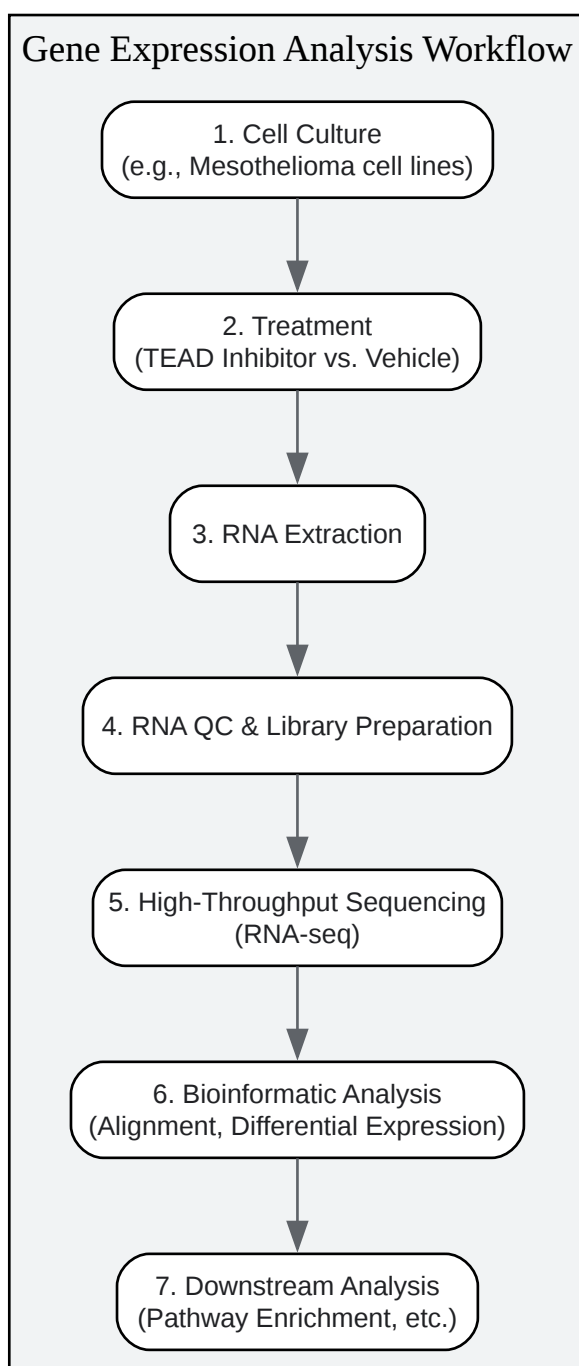 Gene Expression Analysis Workflow
1. Cell Culture
(e.g., Mesothelioma cell lines)
2. Treatment
(TEAD Inhibitor vs. Vehicle)
3. RNA Extraction
4. RNA QC & Library Preparation
5. High-Throughput Sequencing
(RNA-seq)
6. Bioinformatic Analysis
(Alignment, Differential Expression)
7. Downstream Analysis
(Pathway Enrichment, etc.)